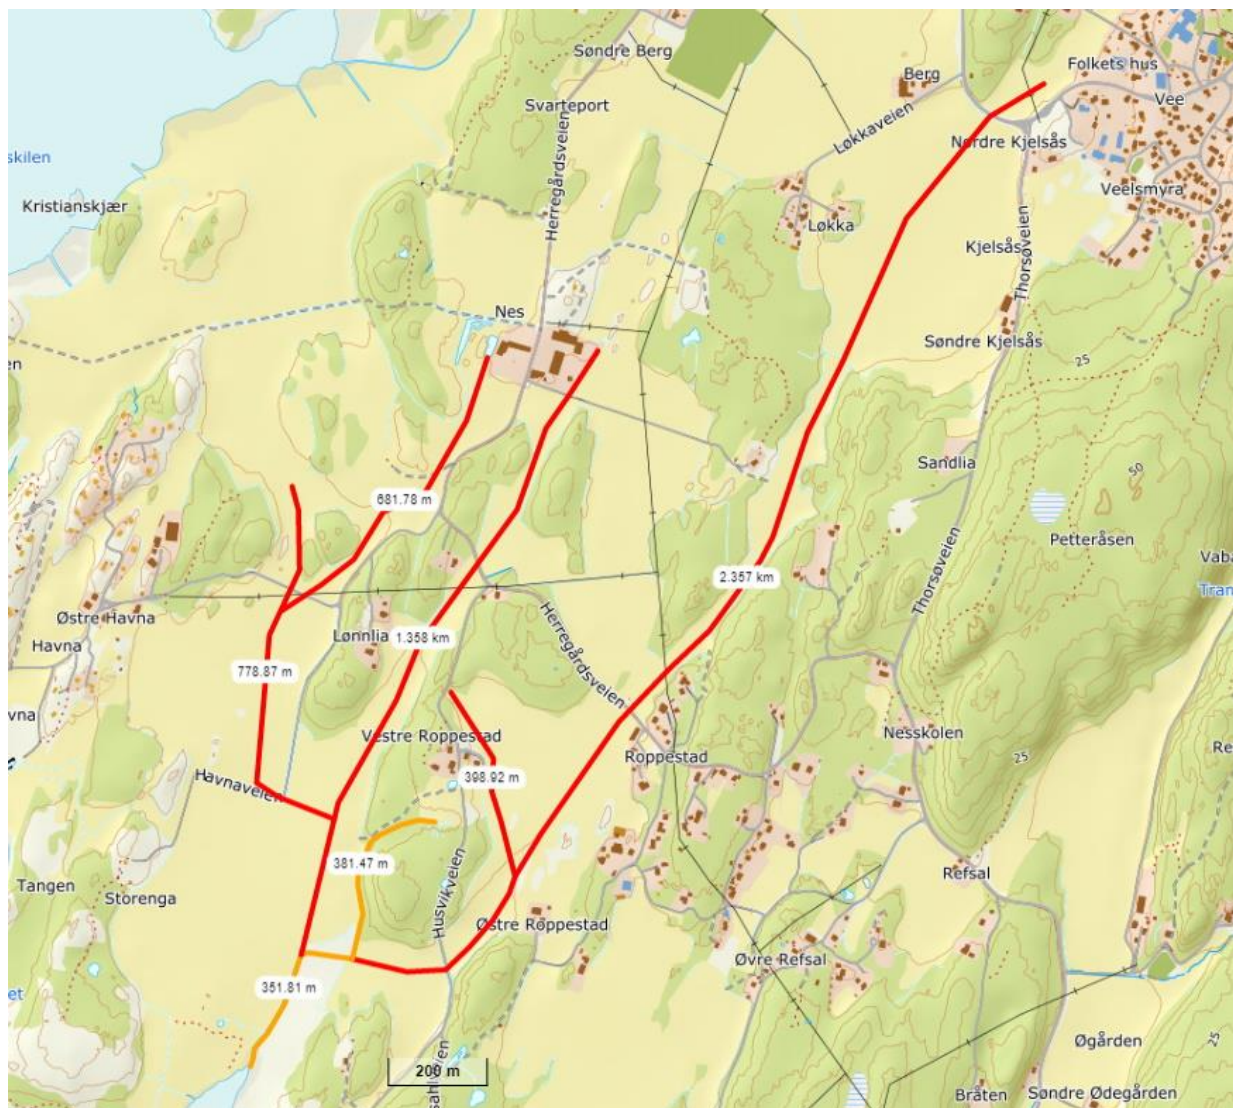 Søndre Berg
Folkets hus
Berg
Vee
Svarteport
Løkkaveien
Nordre Kjelsås
skilen
Veelsmyra
Kristianskjær
Herregårdsveien
Løkka
Kjelsås
Thorsøveien
Nes
Søndre Kjelsås
25
en
Sandlia
50
681.78 m
Petteråsen
Vab
Tran
2.357 km
Thorsøveien
Østre Havna
Havna
Lønnlia
1.358 km
Herregårdsveien
778.87 m
vna
Vestre Roppestad
Roppestad
Nesskolen
25
Re
Havnaveien
398.92 m
381.47 m
Refsal
Tangen
Storenga
Husvikveien
Østre Roppestad
Øvre Refsal
et
351.81 m
200 m
Øgården
25
Bråten
Søndre Ødegården